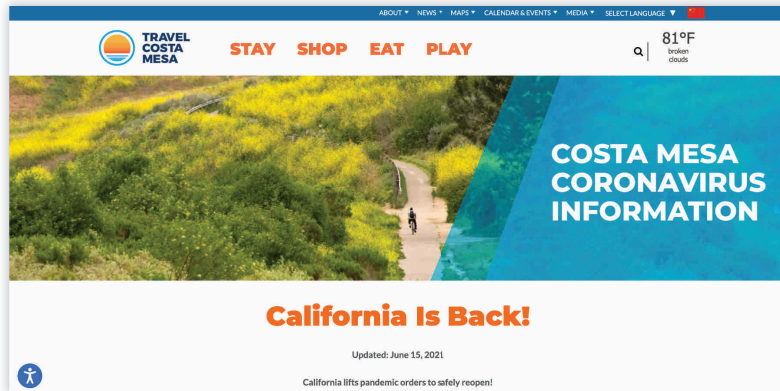 ABOUT ▼ NEWS ▼ MAPS ▼ CALENDAR & EVENTS ▼ MEDIA ▼ SELECT LANGUAGE ▼
TRAVEL
COSTA
MESA
STAY SHOP EAT PLAY
81°F
broken
clouds
COSTA MESA
CORONAVIRUS
INFORMATION
California Is Back!
Updated: June 15, 2021
California lifts pandemic orders to safely reopen!